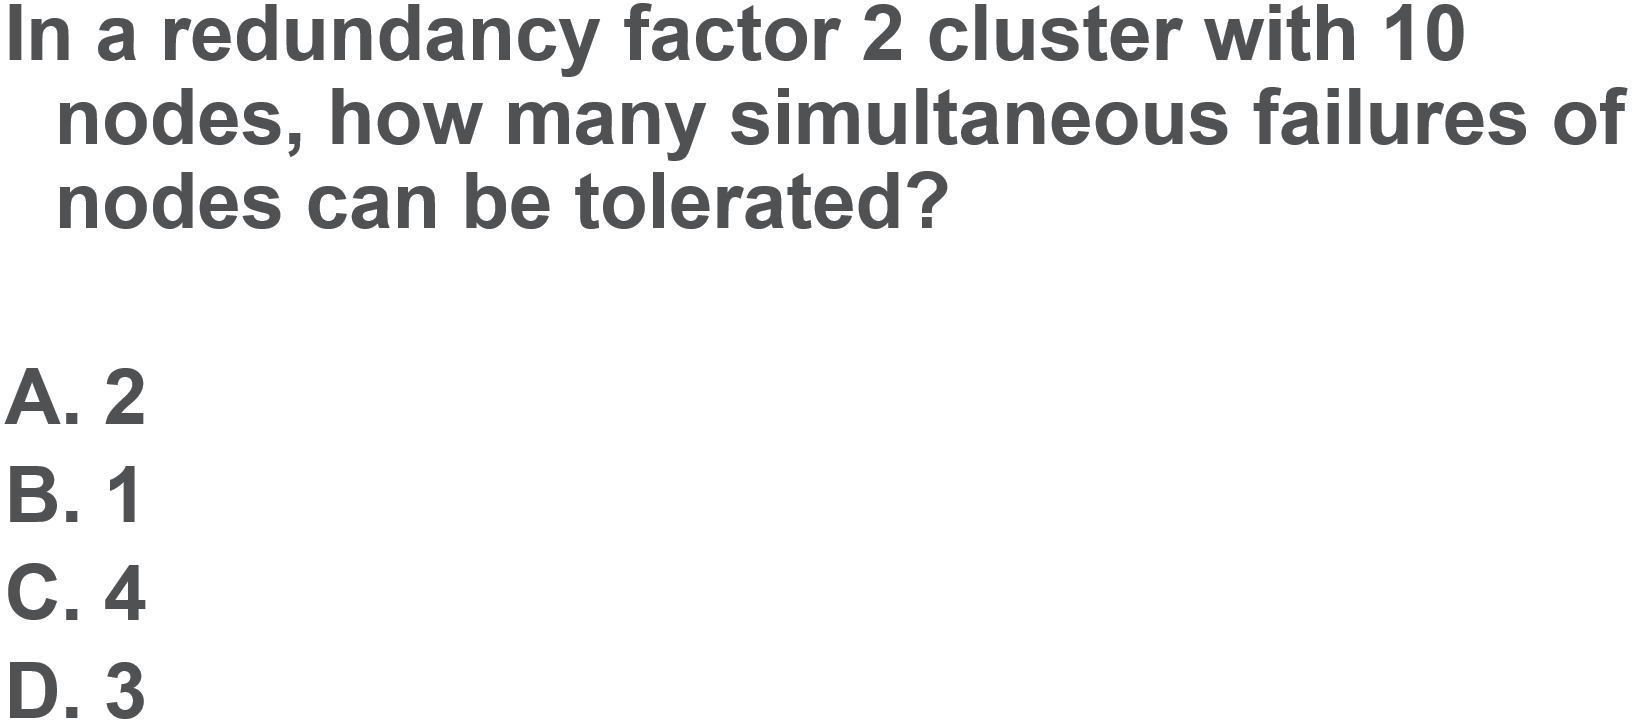 In a redundancy factor 2 cluster with 10
nodes, how many simultaneous failures of
nodes can be tolerated?
A. 2
B. 1
C. 4
D. 3